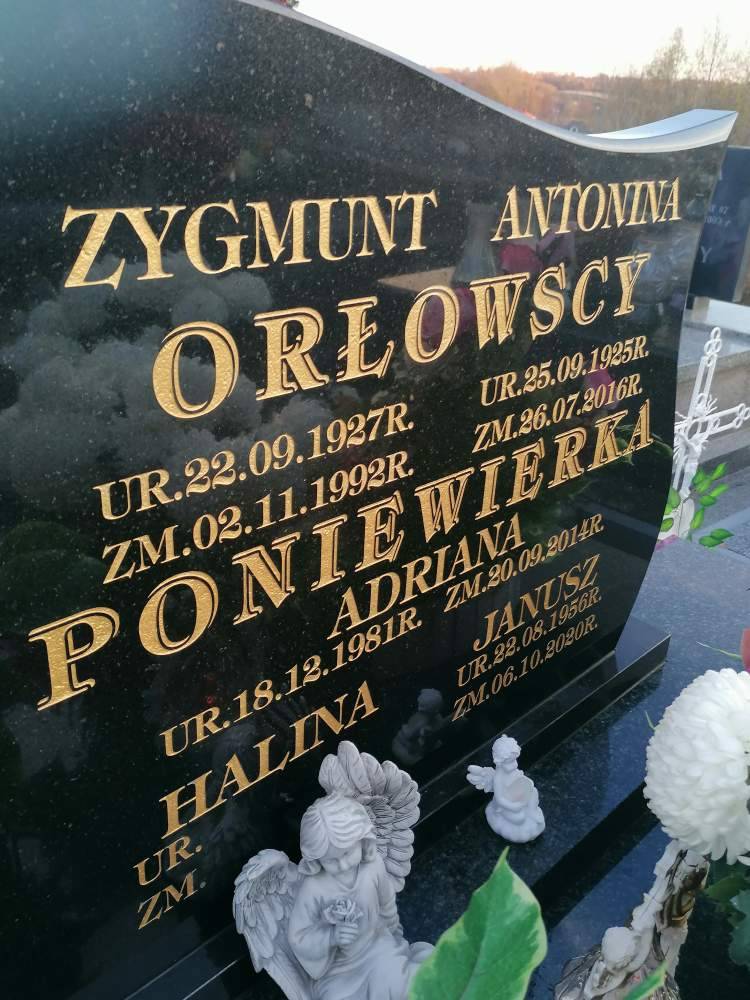 ZYGMUNT ANTONINA
ORŁOWSCY
UR.22.09.1927R. UR.25.09.1925R.
ZM.02.11.1992R. ZM.26.07.2016R.
PONIEWIERKA
ADRIANA
UR.18.12.1981R. ZM.20.09.2014R.
HALINA JANUSZ
UR. UR.22.08.1956R.
ZM. ZM.06.10.2020R.